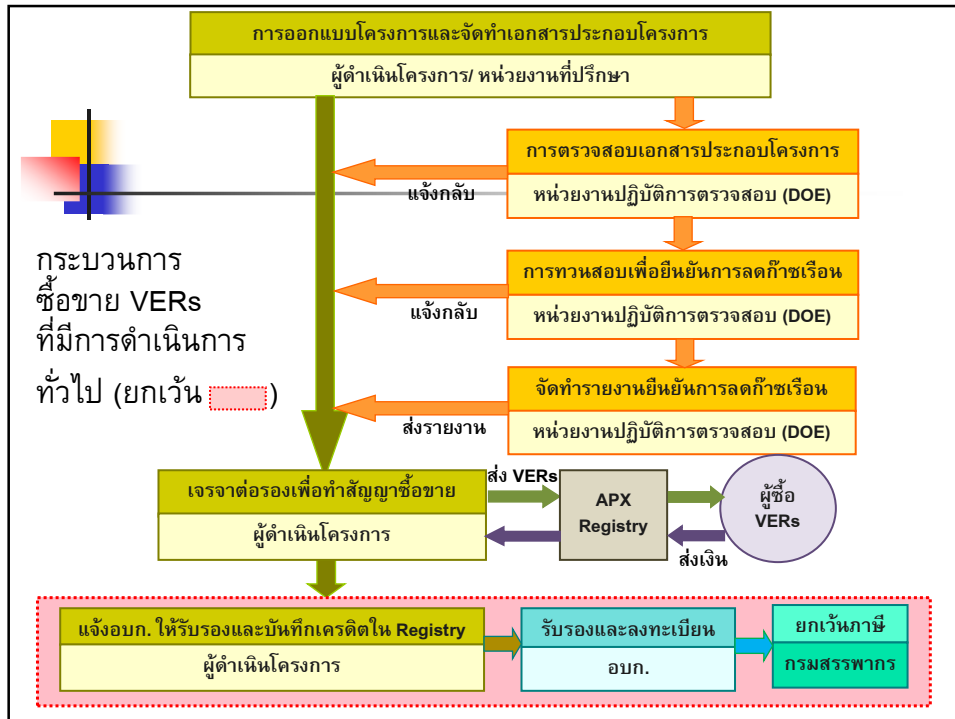 การออกแบบโครงการและจัดทำเอกสารประกอบโครงการ
ผู้ดำเนินโครงการ/ หน่วยงานที่ปรึกษา
การตรวจสอบเอกสารประกอบโครงการ
หน่วยงานปฏิบัติการตรวจสอบ (DOE)
แจ้งกลับ
กระบวนการ
ซื้อขาย VERs
ที่มีการดำเนินการ
ทั่วไป (ยกเว้น )
การทวนสอบเพื่อยืนยันการลดก๊าซเรือน
หน่วยงานปฏิบัติการตรวจสอบ (DOE)
แจ้งกลับ
จัดทำรายงานยืนยันการลดก๊าซเรือน
หน่วยงานปฏิบัติการตรวจสอบ (DOE)
ส่งรายงาน
เจรจาต่อรองเพื่อทำสัญญาซื้อขาย
ผู้ดำเนินโครงการ
ส่ง VERs
APX
Registry
ผู้ซื้อ
VERs
ส่งเงิน
แจ้งอบก. ให้รับรองและบันทึกเครดิตใน Registry
ผู้ดำเนินโครงการ
รับรองและลงทะเบียน
อบก.
ยกเว้นภาษี
กรมสรรพากร